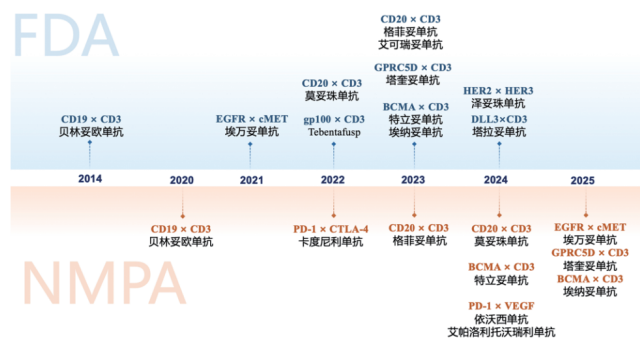 FDA
CD20 × CD3
格菲妥单抗
艾可瑞妥单抗
GPRC5D × CD3
塔奎妥单抗
CD20 × CD3
莫妥珠单抗
HER2 × HER3
泽妥珠单抗
CD19 × CD3
贝林妥欧单抗
EGFR × cMET
埃万妥单抗
gp100 × CD3
Tebentafusp
BCMA × CD3
特立妥单抗
埃纳妥单抗
DLL3×CD3
塔拉妥单抗
2014
2020
2021
2022
2023
2024
2025
CD19 × CD3
贝林妥欧单抗
PD-1 × CTLA-4
卡度尼利单抗
CD20 × CD3
格菲妥单抗
CD20 × CD3
莫妥珠单抗
BCMA × CD3
特立妥单抗
PD-1 × VEGF
依沃西单抗
艾帕洛利托沃瑞利单抗
EGFR × cMET
埃万妥单抗
GPRC5D × CD3
塔奎妥单抗
BCMA × CD3
埃纳妥单抗
NMPA